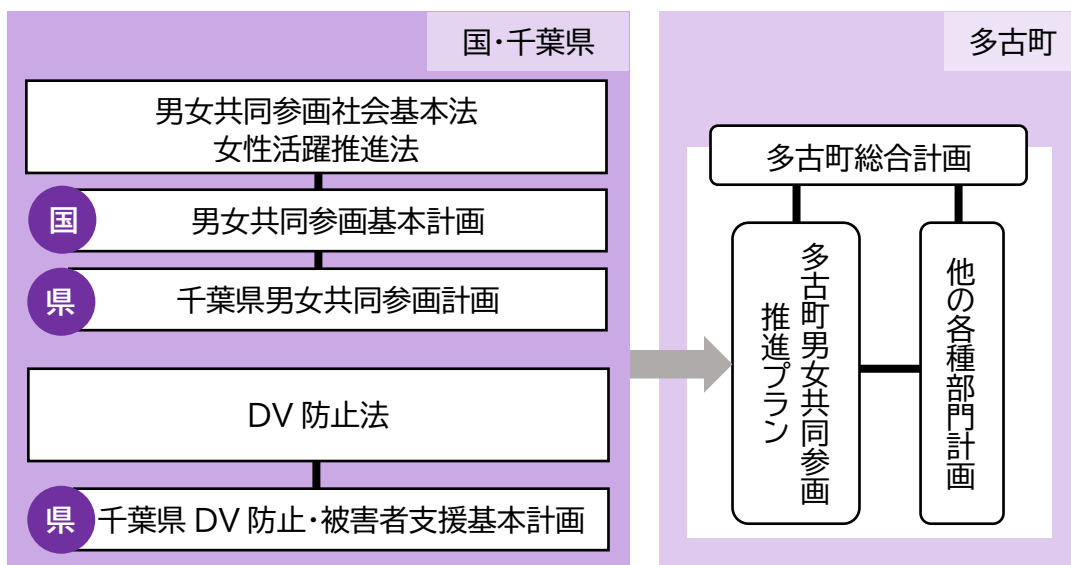 国・千葉県
男女共同参画社会基本法
女性活躍推進法
国
男女共同参画基本計画
県
千葉県男女共同参画計画
DV 防止法
県
千葉県 DV 防止・被害者支援基本計画
多古町
多古町総合計画
多古町男女共同参画
推進プラン
他の各種部門計画